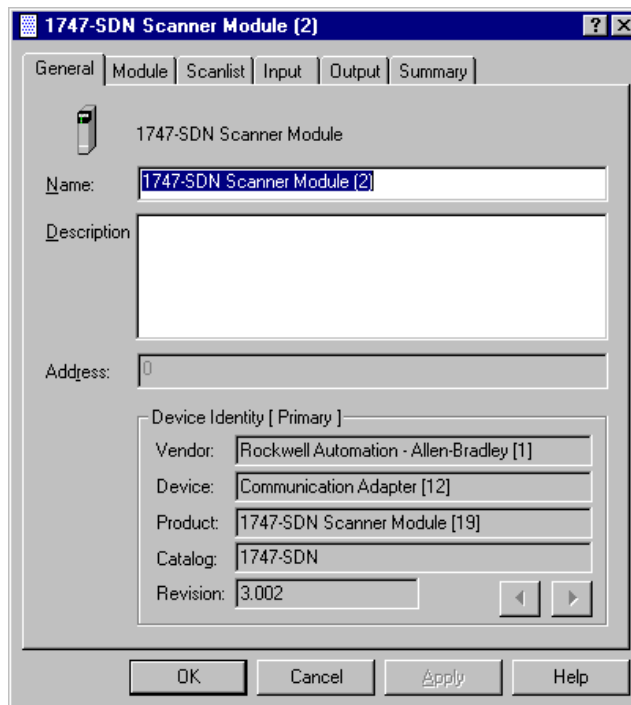 1747-SDN Scanner Module (2)
General Module Scanlist Input Output Summary
1747-SDN Scanner Module
Name: 1747-SDN Scanner Module (2)
Description
Address: 0
Device Identity [ Primary ]
Vendor: Rockwell Automation - Allen-Bradley [1]
Device: Communication Adapter [12]
Product: 1747-SDN Scanner Module [19]
Catalog: 1747-SDN
Revision: 3.002
OK Cancel Apply Help